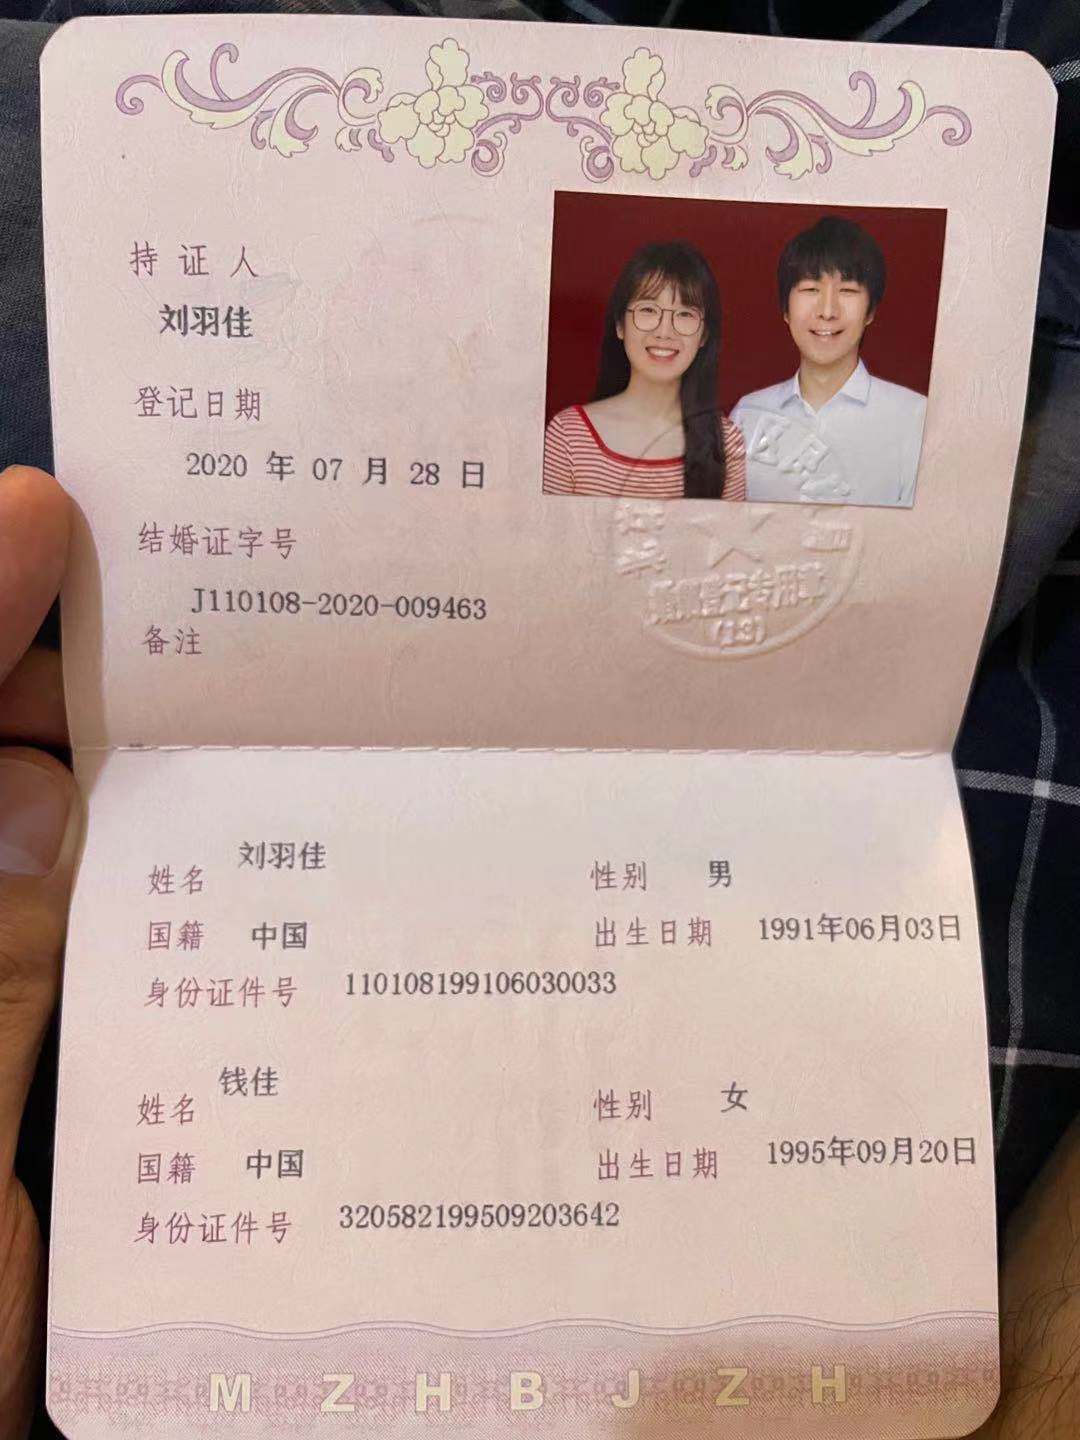 持证人
刘羽佳
登记日期
2020 年 07 月 28 日
结婚证字号
J110108-2020-009463
备注
婚姻登记专用章
(13)
姓名 刘羽佳 性别 男
国籍 中国 出生日期 1991年06月03日
身份证件号 110108199106030033
姓名 钱佳 性别 女
国籍 中国 出生日期 1995年09月20日
身份证件号 320582199509203642
MZHBJZH